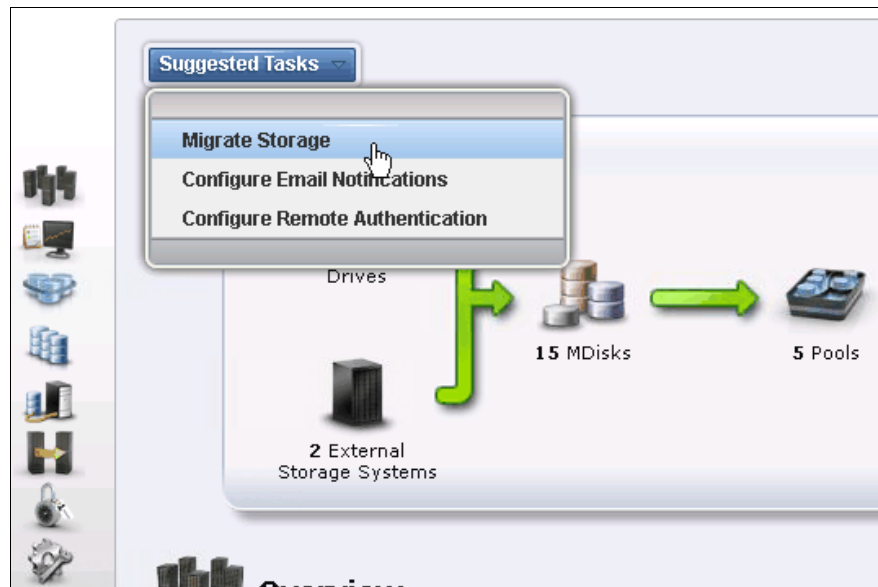 Suggested Tasks
Migrate Storage
Configure Email Notifications
Configure Remote Authentication
Drives
15 MDisks
5 Pools
2 External
Storage Systems
Overview